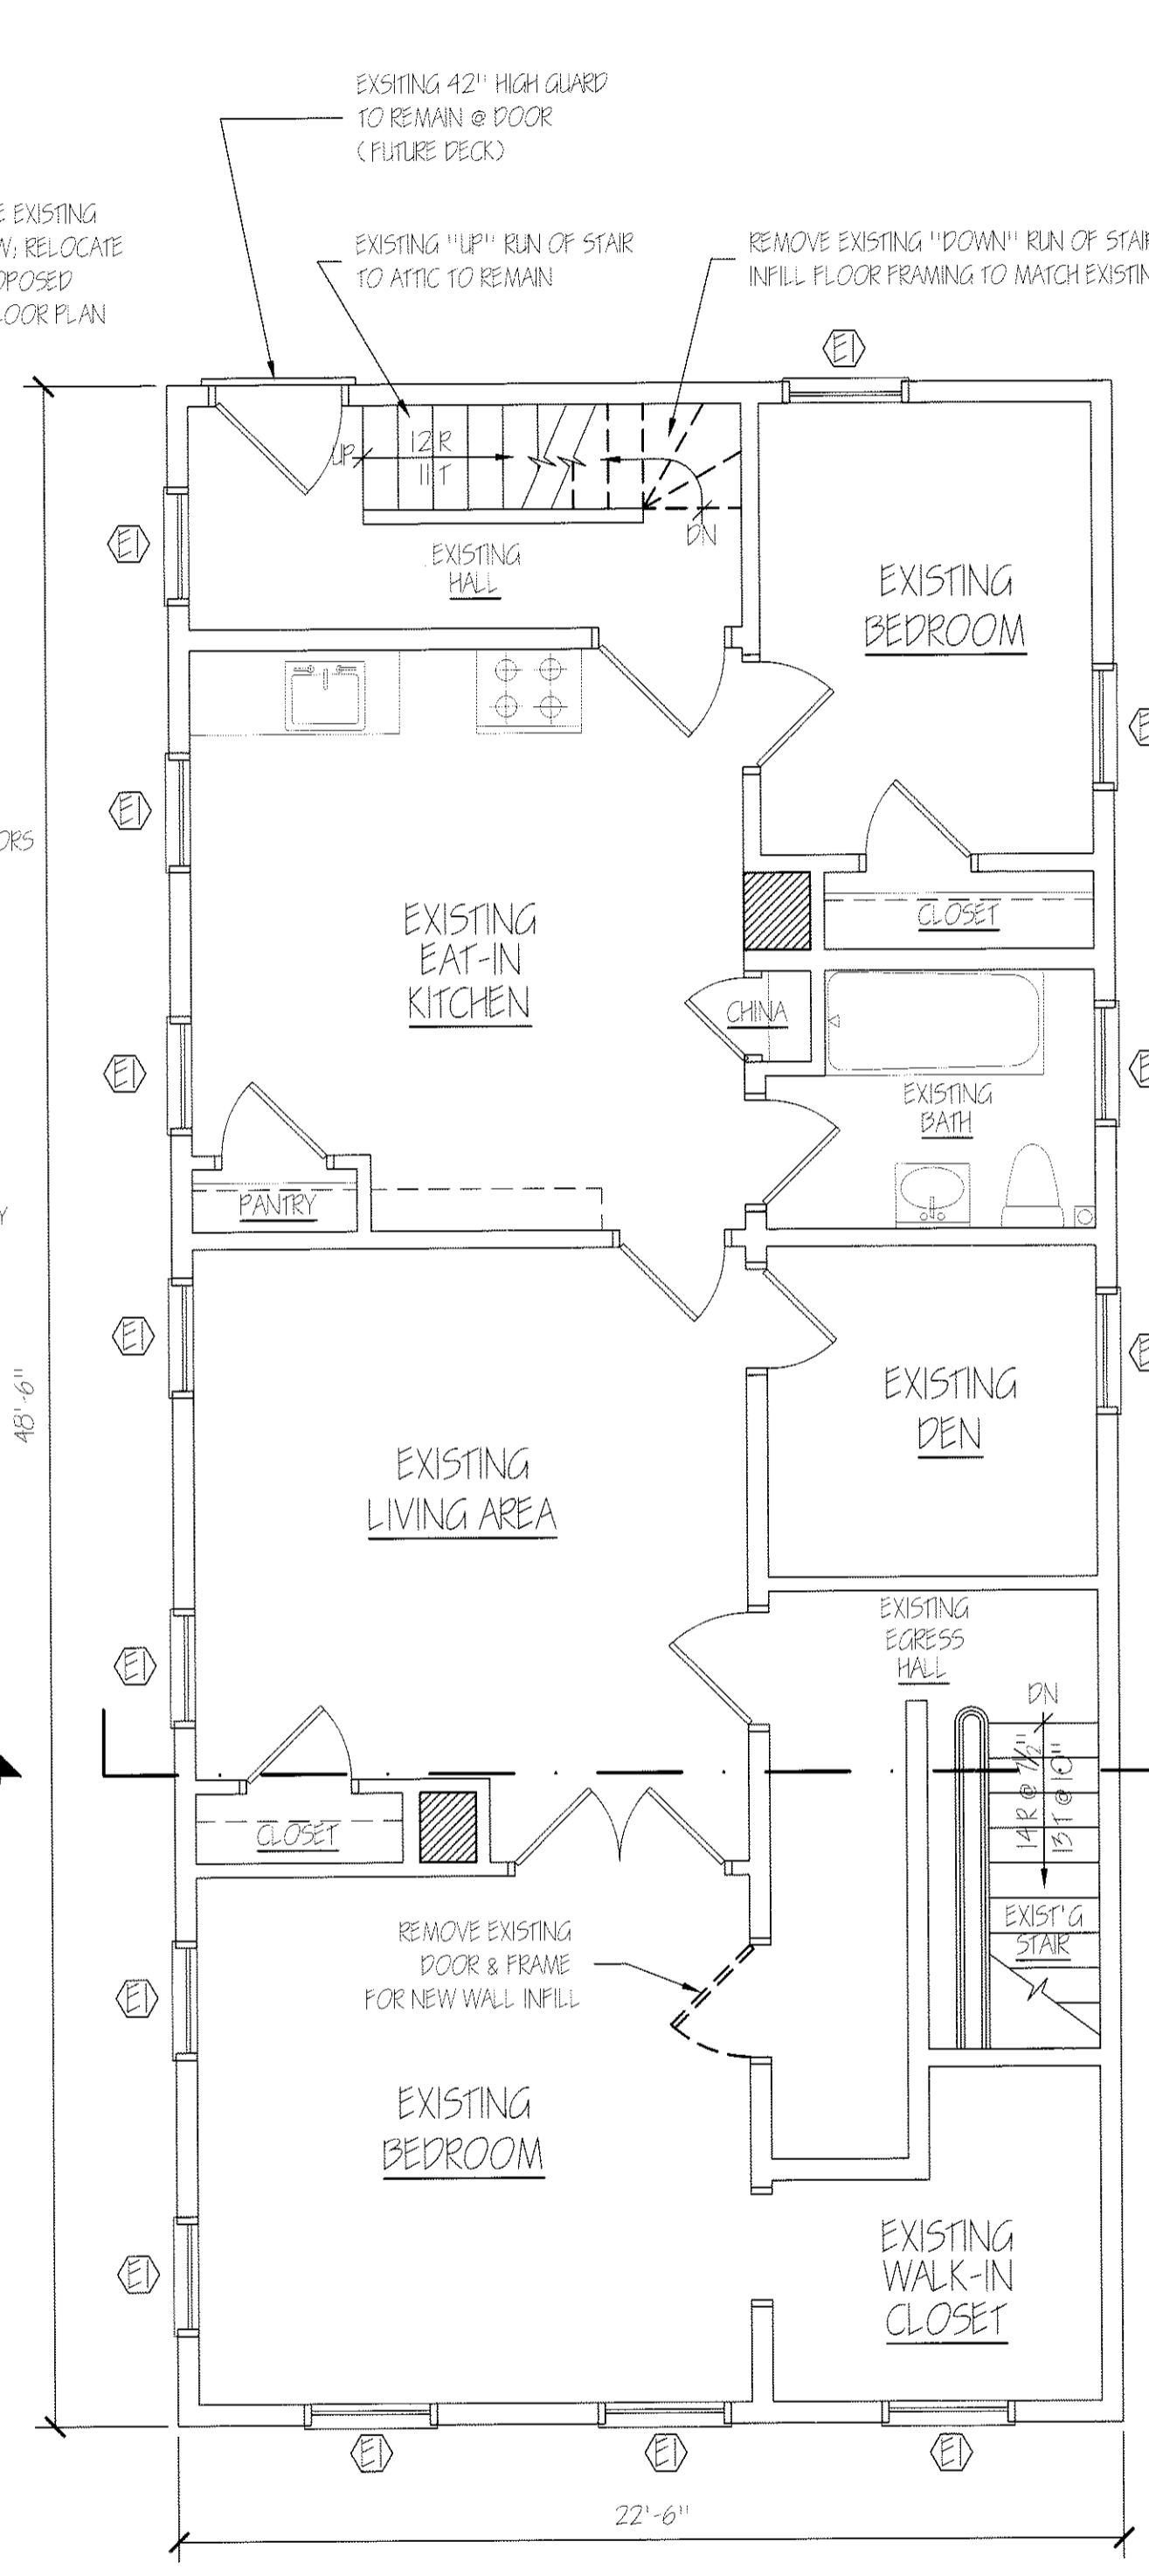 EXSITING 42" HIGH GUARD
TO REMAIN @ DOOR
(FUTURE DECK)
EXISTING
RELOCATE
LOOR PLAN
EXISTING "UP" RUN OF STAIR
TO ATTIC TO REMAIN
REMOVE EXISTING "DOWN" RUN OF STAIR
INFILL FLOOR FRAMING TO MATCH EXISTIN
E1
UP
12 R
11 T
DN
E1
EXISTING
HALL
EXISTING
BEDROOM
E1
ORS
CLOSET
EXISTING
EAT-IN
KITCHEN
CHINA
E1
EXISTING
BATH
PANTRY
Y
E1
48'-6"
EXISTING
DEN
EXISTING
LIVING AREA
EXISTING
EGRESS
HALL
E1
DN
14 R @ 7 1/2"
13 T @ 10"
CLOSET
EXIST'G
STAIR
REMOVE EXISTING
DOOR & FRAME
FOR NEW WALL INFILL
E1
EXISTING
BEDROOM
EXISTING
WALK-IN
CLOSET
E1
E1
E1
E1
22'-6"